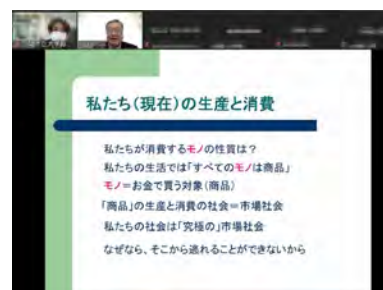 私たち(現在)の生産と消費
私たちが消費するモノの性質は？
私たちの生活では「すべてのモノは商品」
モノ＝お金で買う対象(商品)
「商品」の生産と消費の社会＝市場社会
私たちの社会は「究極の」市場社会
なぜなら、そこから逃れることができないから